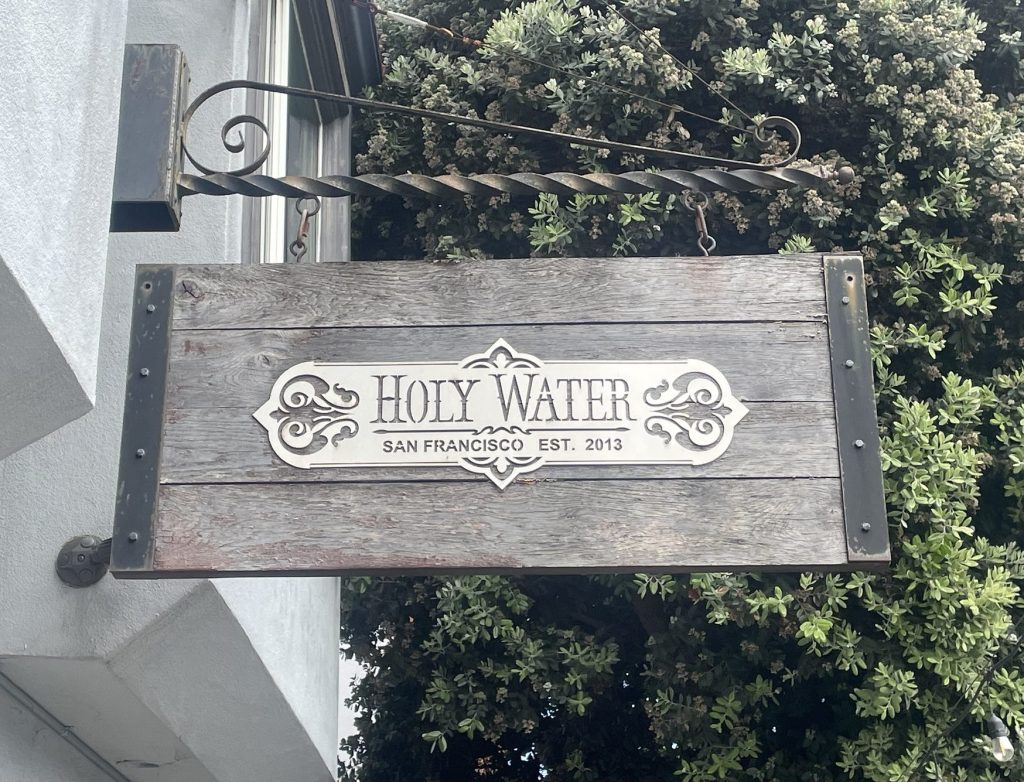 HOLY WATER
SAN FRANCISCO EST. 2013